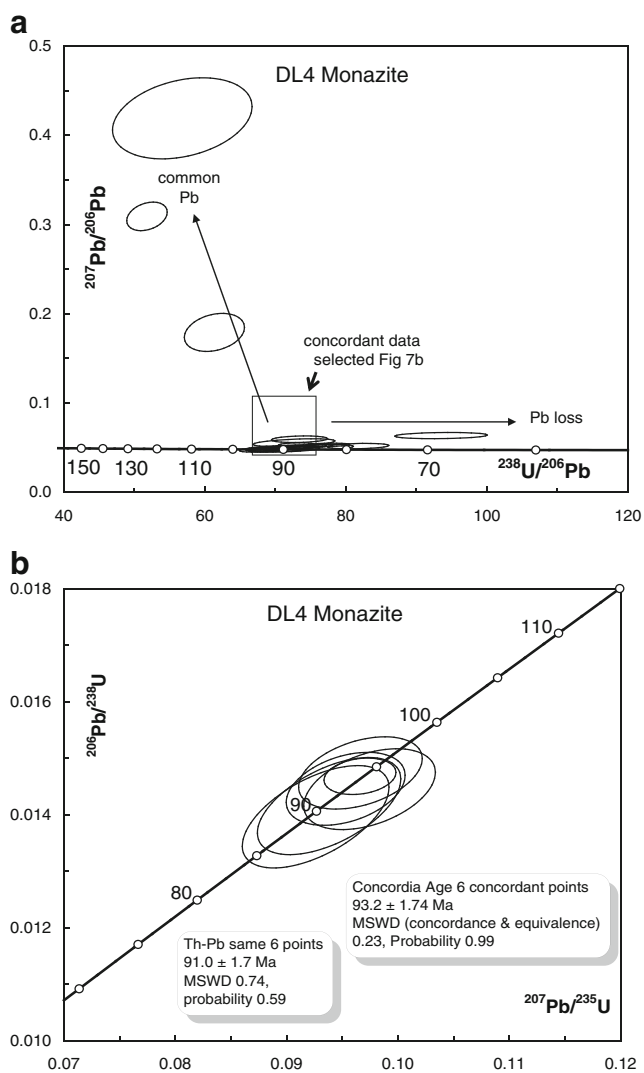 a
0.5
0.4
0.3
0.2
0.1
0.0
207Pb/206Pb
DL4 Monazite
common
Pb
concordant data
selected Fig 7b
Pb loss
150 130 110 90 70 238U/206Pb
40 60 80 100 120
b
0.018
0.016
0.014
0.012
0.010
206Pb/238U
DL4 Monazite
110
100
90
80
Concordia Age 6 concordant points
93.2 ± 1.74 Ma
MSWD (concordance & equivalence)
0.23, Probability 0.99
Th-Pb same 6 points
91.0 ± 1.7 Ma
MSWD 0.74,
probability 0.59
207Pb/235U
0.07 0.08 0.09 0.10 0.11 0.12